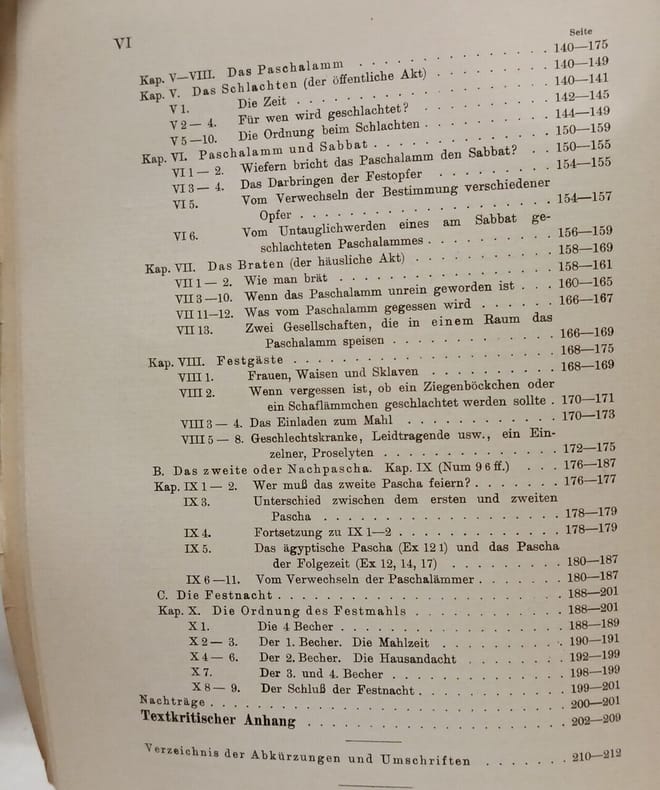 VI
Seite
Kap. V—VIII. Das Paschalamm . . . . . . . . . . . . 140—175
Kap. V. Das Schlachten (der öffentliche Akt) . . . . . . . . 140—149
V 1. Die Zeit . . . . . . . . . . . . . . . . 140—141
V 2— 4. Für wen wird geschlachtet? . . . . . . . . 142—145
V 5—10. Die Ordnung beim Schlachten . . . . . . . . 144—149
Kap. VI. Paschalamm und Sabbat . . . . . . . . . . . . 150—159
VI 1— 2. Wiefern bricht das Paschalamm den Sabbat? . . 150—155
VI 3— 4. Das Darbringen der Festopfer . . . . . . . . 154—155
VI 5. Vom Verwechseln der Bestimmung verschiedener
Opfer . . . . . . . . . . . . . . . . 154—157
VI 6. Vom Untauglichwerden eines am Sabbat ge-
schlachteten Paschalammes . . . . . . . . 156—159
Kap. VII. Das Braten (der häusliche Akt) . . . . . . . . . 158—169
VII 1— 2. Wie man brät . . . . . . . . . . . . . 158—161
VII 3—10. Wenn das Paschalamm unrein geworden ist . . . 160—165
VII 11—12. Was vom Paschalamm gegessen wird . . . . . . 166—167
VII 13. Zwei Gesellschaften, die in einem Raum das
Paschalamm speisen . . . . . . . . . . 166—169
Kap. VIII. Festgäste . . . . . . . . . . . . . . . . . 168—175
VIII 1. Frauen, Waisen und Sklaven . . . . . . . . . 168—169
VIII 2. Wenn vergessen ist, ob ein Ziegenböckchen oder
ein Schaflämmchen geschlachtet werden sollte . 170—171
VIII 3— 4. Das Einladen zum Mahl . . . . . . . . . . . 170—173
VIII 5— 8. Geschlechtskranke, Leidtragende usw., ein Ein-
zelner, Proselyten . . . . . . . . . . . . 172—175
B. Das zweite oder Nachpascha. Kap. IX (Num 9 6 ff.) . . . 176—187
Kap. IX 1— 2. Wer muß das zweite Pascha feiern? . . . . . . . 176—177
IX 3. Unterschied zwischen dem ersten und zweiten
Pascha . . . . . . . . . . . . . . . . 178—179
IX 4. Fortsetzung zu IX 1—2 . . . . . . . . . . . 178—179
IX 5. Das ägyptische Pascha (Ex 12 1) und das Pascha
der Folgezeit (Ex 12, 14, 17) . . . . . . . . . 180—187
IX 6—11. Vom Verwechseln der Paschalämmer . . . . . . . 180—187
C. Die Festnacht . . . . . . . . . . . . . . . . . . . 188—201
Kap. X. Die Ordnung des Festmahls . . . . . . . . . . . 188—201
X 1. Die 4 Becher . . . . . . . . . . . . . . . 188—189
X 2— 3. Der 1. Becher. Die Mahlzeit . . . . . . . . . . 190—191
X 4— 6. Der 2. Becher. Die Hausandacht . . . . . . . . 192—199
X 7. Der 3. und 4. Becher . . . . . . . . . . . . . 198—199
X 8— 9. Der Schluß der Festnacht . . . . . . . . . . . 199—201
Nachträge . . . . . . . . . . . . . . . . . . . . . . . 200—201
Textkritischer Anhang . . . . . . . . . . . . . . . . . 202—209
Verzeichnis der Abkürzungen und Umschriften . . . . . . . 210—212